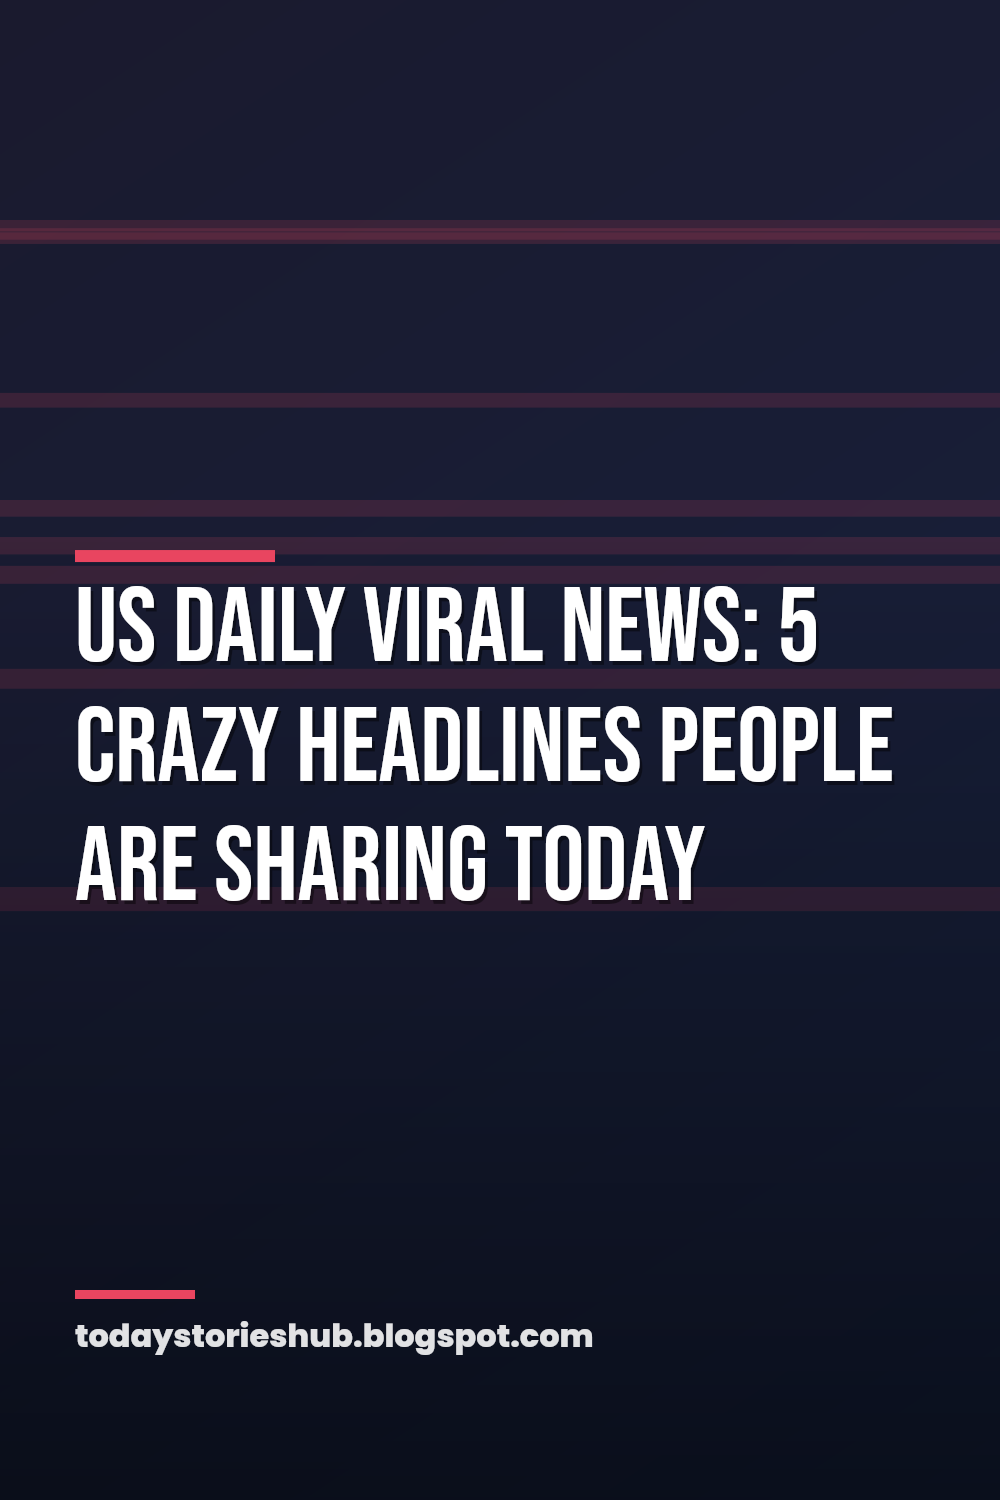 US DAILY VIRAL NEWS: 5
CRAZY HEADLINES PEOPLE
ARE SHARING TODAY
todaystorieshub.blogspot.com